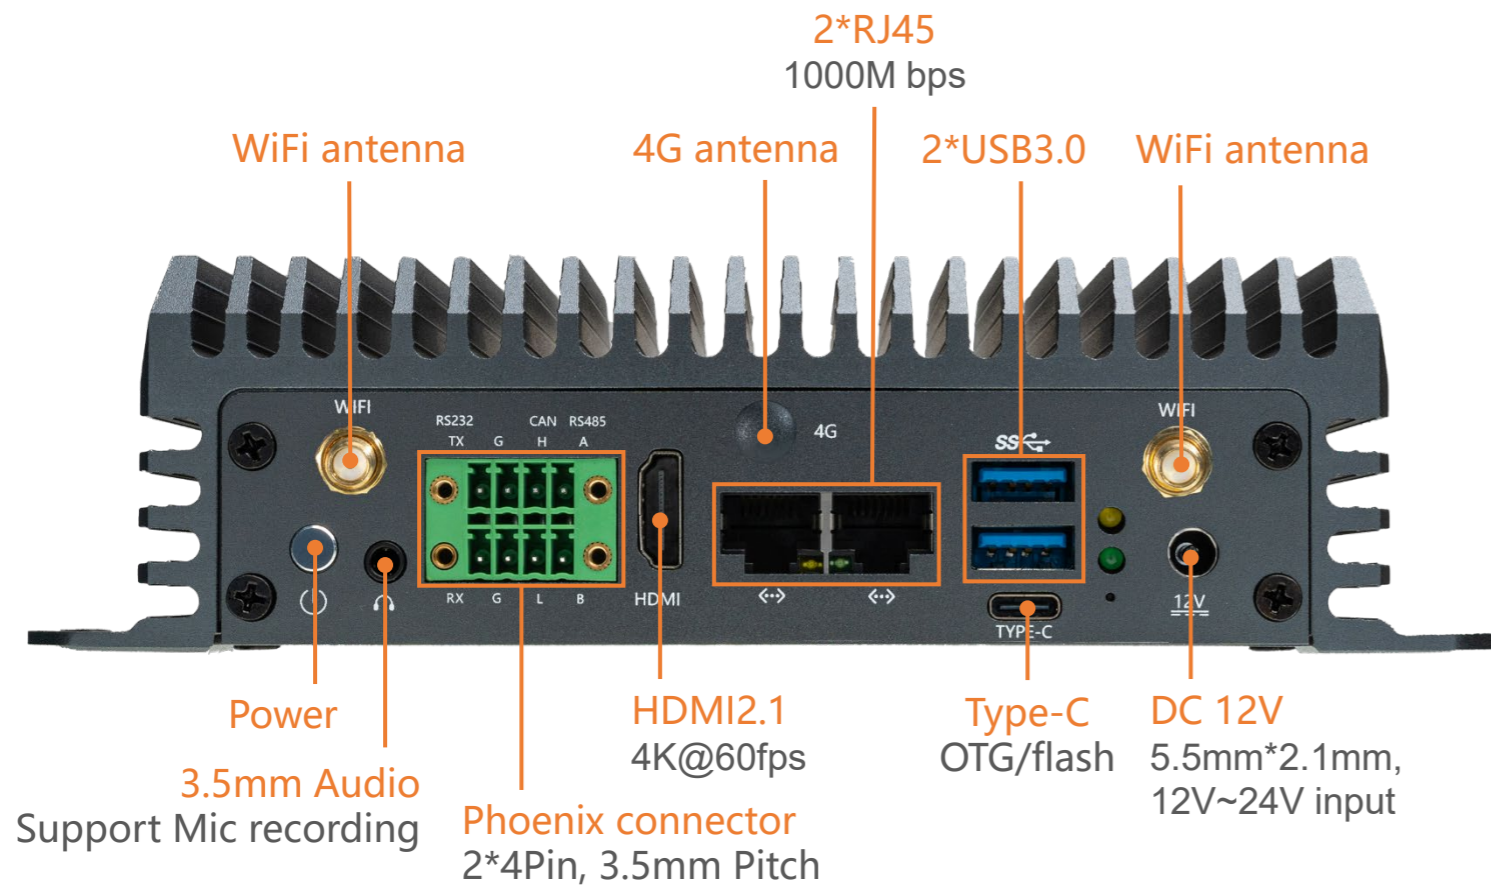 2*RJ45
1000M bps
WiFi antenna
4G antenna
2*USB3.0
WiFi antenna
WIFI
RS232
CAN
RS485
TX
G
H
A
4G
SS
WIFI
RX
G
L
B
HDMI
TYPE-C
12V
Power
3.5mm Audio
Support Mic recording
Phoenix connector
2*4Pin, 3.5mm Pitch
HDMI2.1
4K@60fps
Type-C
OTG/flash
DC 12V
5.5mm*2.1mm,
12V~24V input